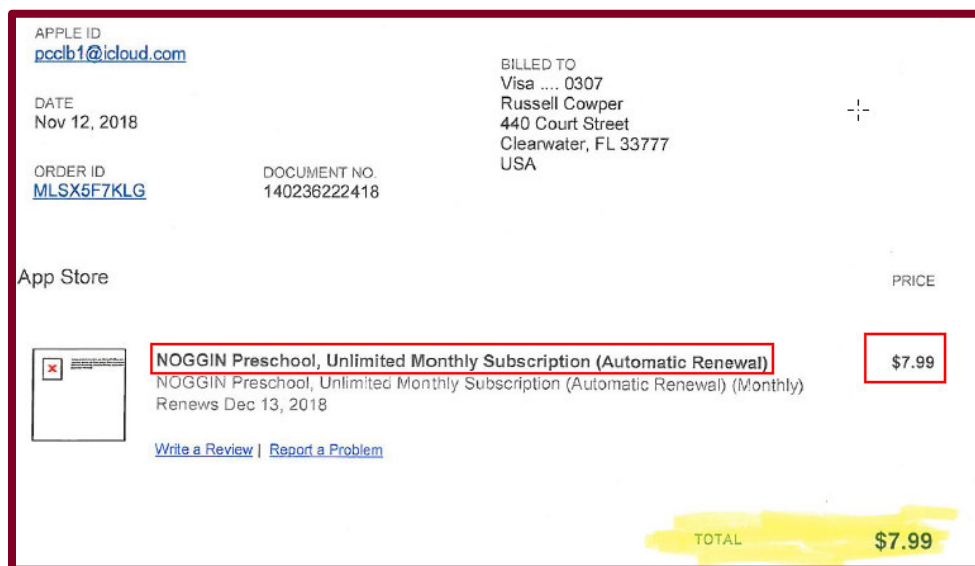 APPLE ID
pcclb1@icloud.com
BILLED TO
Visa .... 0307
Russell Cowper
440 Court Street
Clearwater, FL 33777
USA
DATE
Nov 12, 2018
ORDER ID
MLSX5F7KLG
DOCUMENT NO.
140236222418
App Store
PRICE
NOGGIN Preschool, Unlimited Monthly Subscription (Automatic Renewal)
$7.99
NOGGIN Preschool, Unlimited Monthly Subscription (Automatic Renewal) (Monthly)
Renews Dec 13, 2018
Write a Review | Report a Problem
TOTAL
$7.99